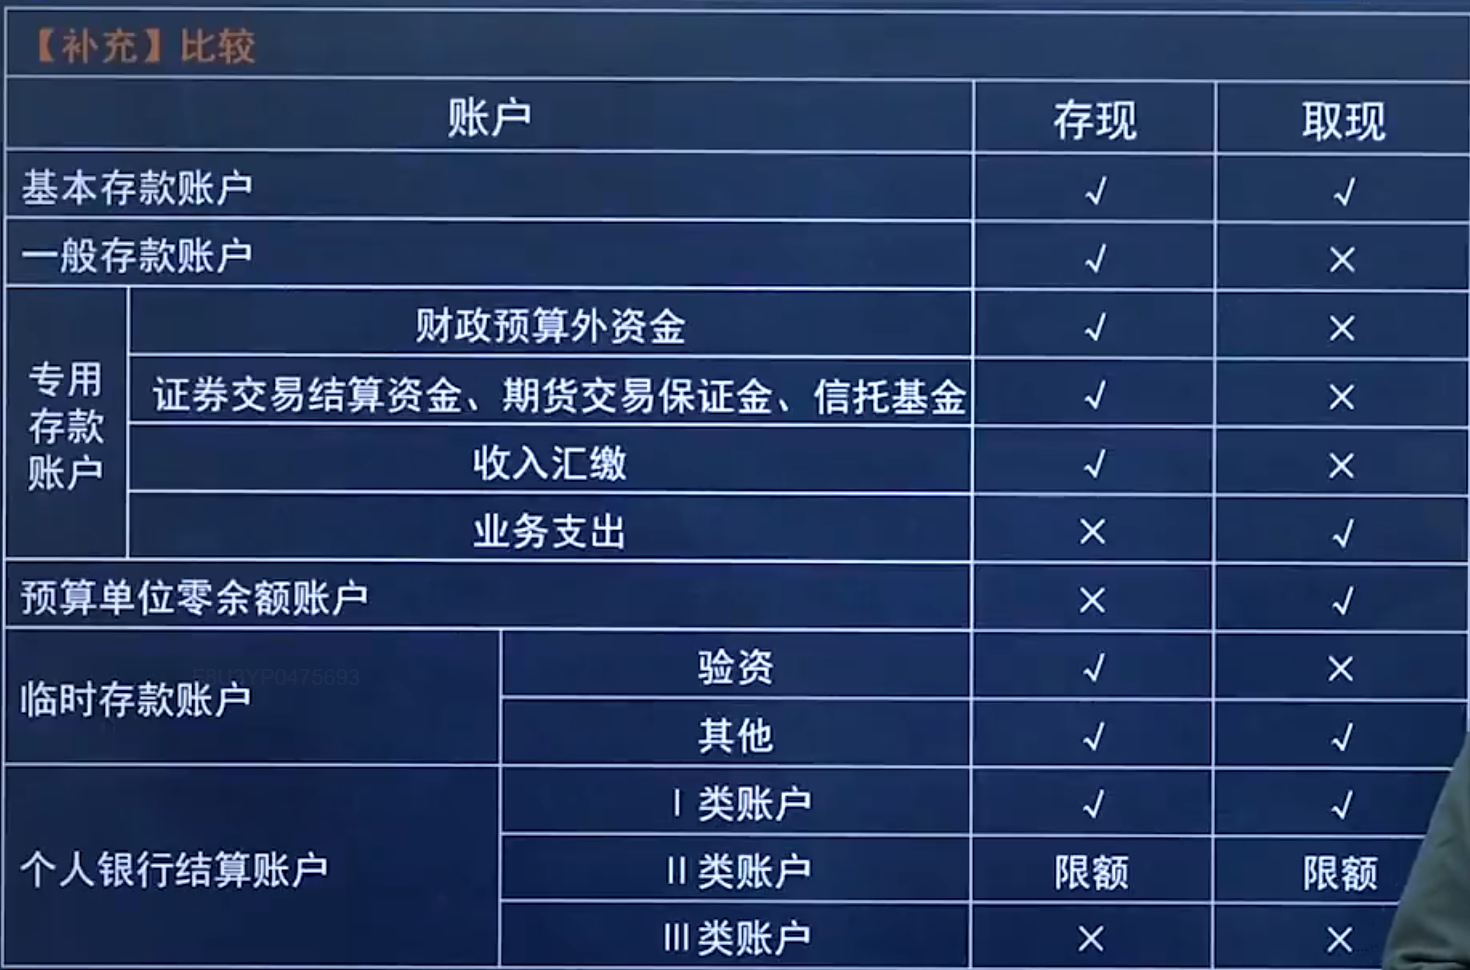 【补充】比较
账户 存现 取现
基本存款账户 √ √
一般存款账户 √ ×
专用
存款
账户
财政预算外资金 √ ×
证券交易结算资金、期货交易保证金、信托基金 √ ×
收入汇缴 √ ×
业务支出 × √
预算单位零余额账户 × √
临时存款账户
验资 √ ×
其他 √ √
个人银行结算账户
Ⅰ类账户 √ √
Ⅱ类账户 限额 限额
Ⅲ类账户 × ×